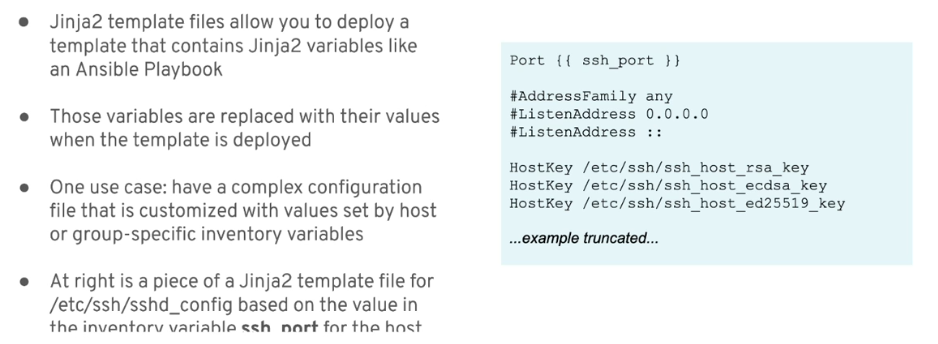 ● Jinja2 template files allow you to deploy a
template that contains Jinja2 variables like
an Ansible Playbook
● Those variables are replaced with their values
when the template is deployed
● One use case: have a complex configuration
file that is customized with values set by host
or group-specific inventory variables
● At right is a piece of a Jinja2 template file for
/etc/ssh/sshd_config based on the value in
the inventory variable ssh_port for the host
Port {{ ssh_port }}
#AddressFamily any
#ListenAddress 0.0.0.0
#ListenAddress ::
HostKey /etc/ssh/ssh_host_rsa_key
HostKey /etc/ssh/ssh_host_ecdsa_key
HostKey /etc/ssh/ssh_host_ed25519_key
...example truncated...